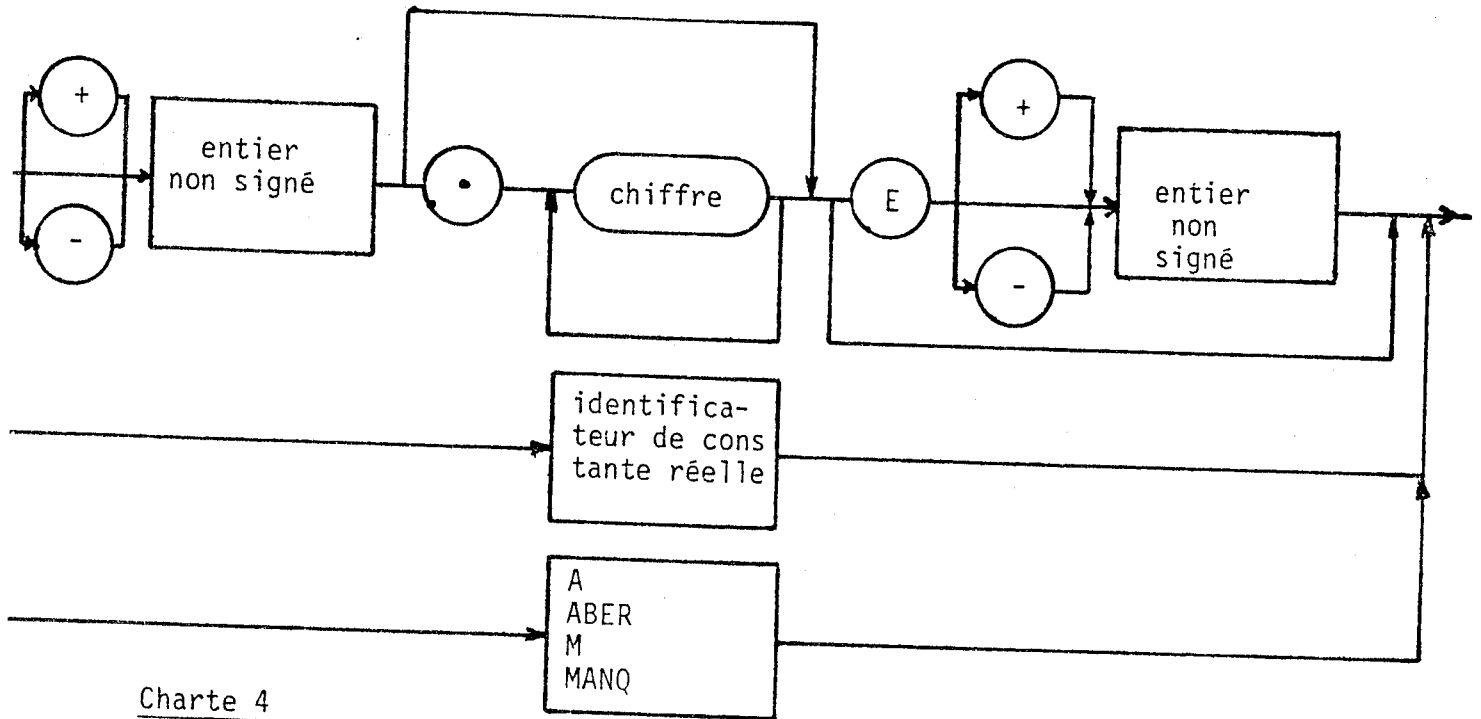 +
entier
non signé
-
.
chiffre
E
+
-
entier
non
signé
identifica-
teur de cons
tante réelle
A
ABER
M
MANQ
Charte 4